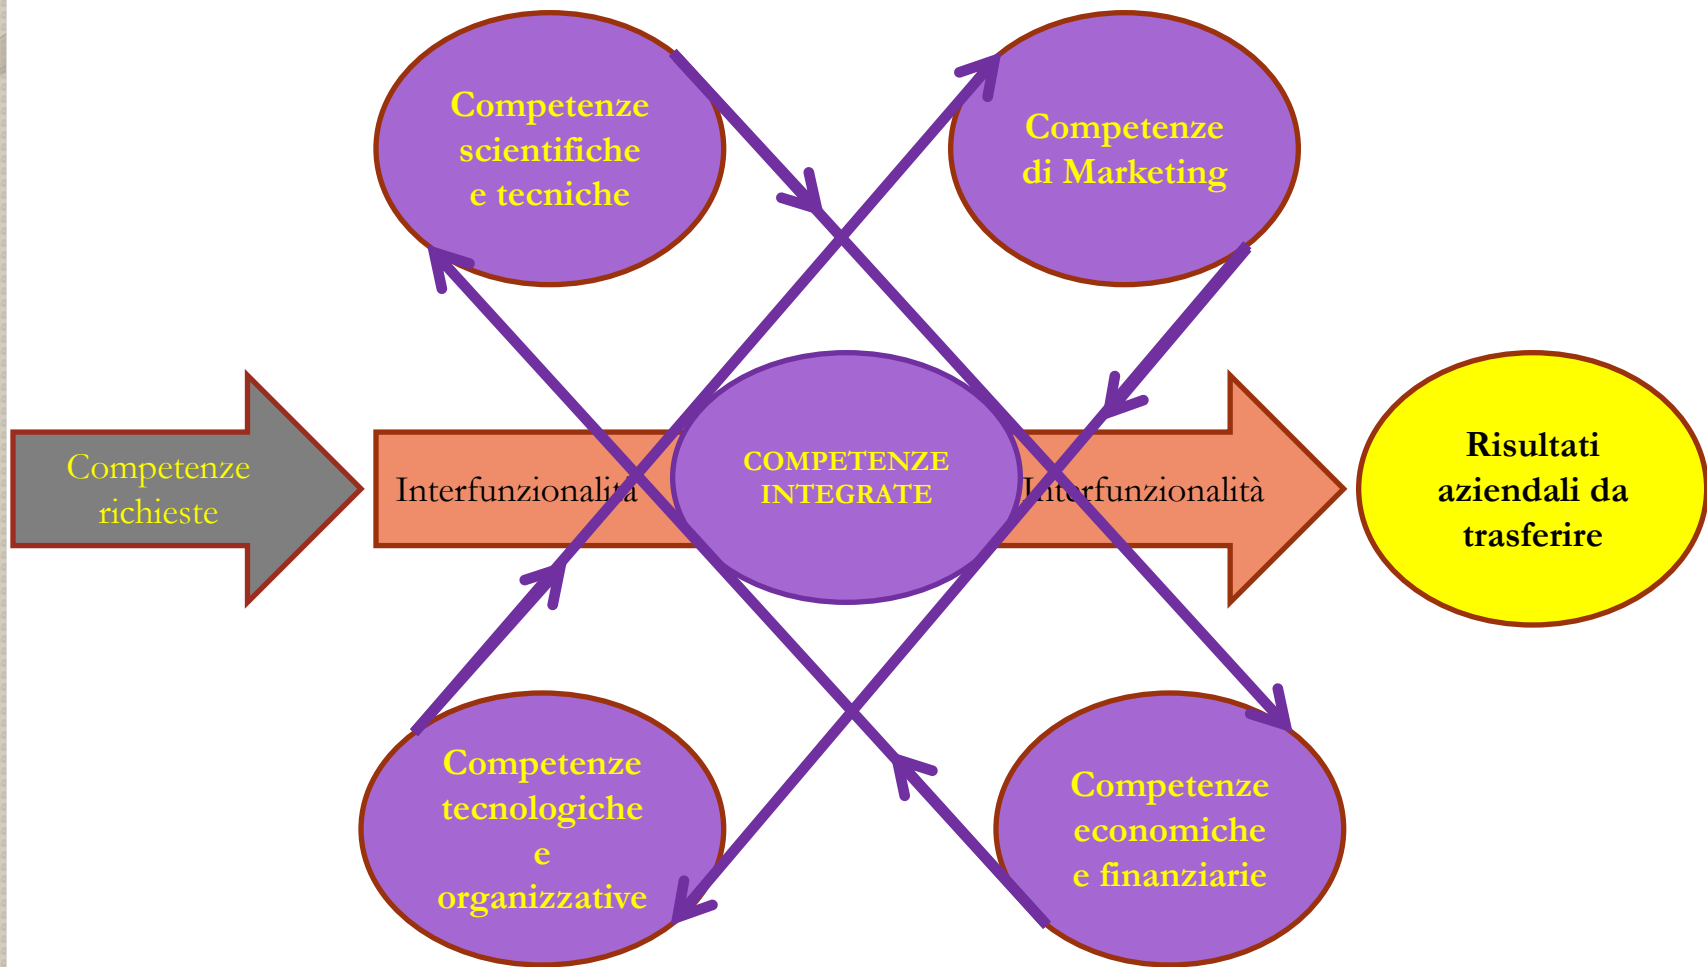 Competenze
scientifiche
e tecniche
Competenze
di Marketing
Competenze
richieste
Interfunzionalità
COMPETENZE
INTEGRATE
Interfunzionalità
Risultati
aziendali da
trasferire
Competenze
tecnologiche
e
organizzative
Competenze
economiche
e finanziarie